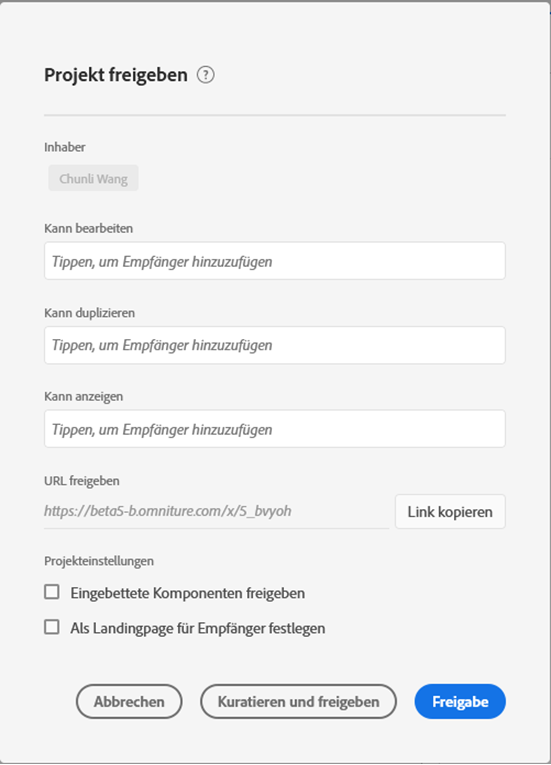 Projekt freigeben ?
Inhaber
Chunli Wang
Kann bearbeiten
Tippen, um Empfänger hinzuzufügen
Kann duplizieren
Tippen, um Empfänger hinzuzufügen
Kann anzeigen
Tippen, um Empfänger hinzuzufügen
URL freigeben
https://beta5-b.omniture.com/x/5_bvyoh Link kopieren
Projekteinstellungen
Eingebettete Komponenten freigeben
Als Landingpage für Empfänger festlegen
Abbrechen Kuratieren und freigeben Freigabe